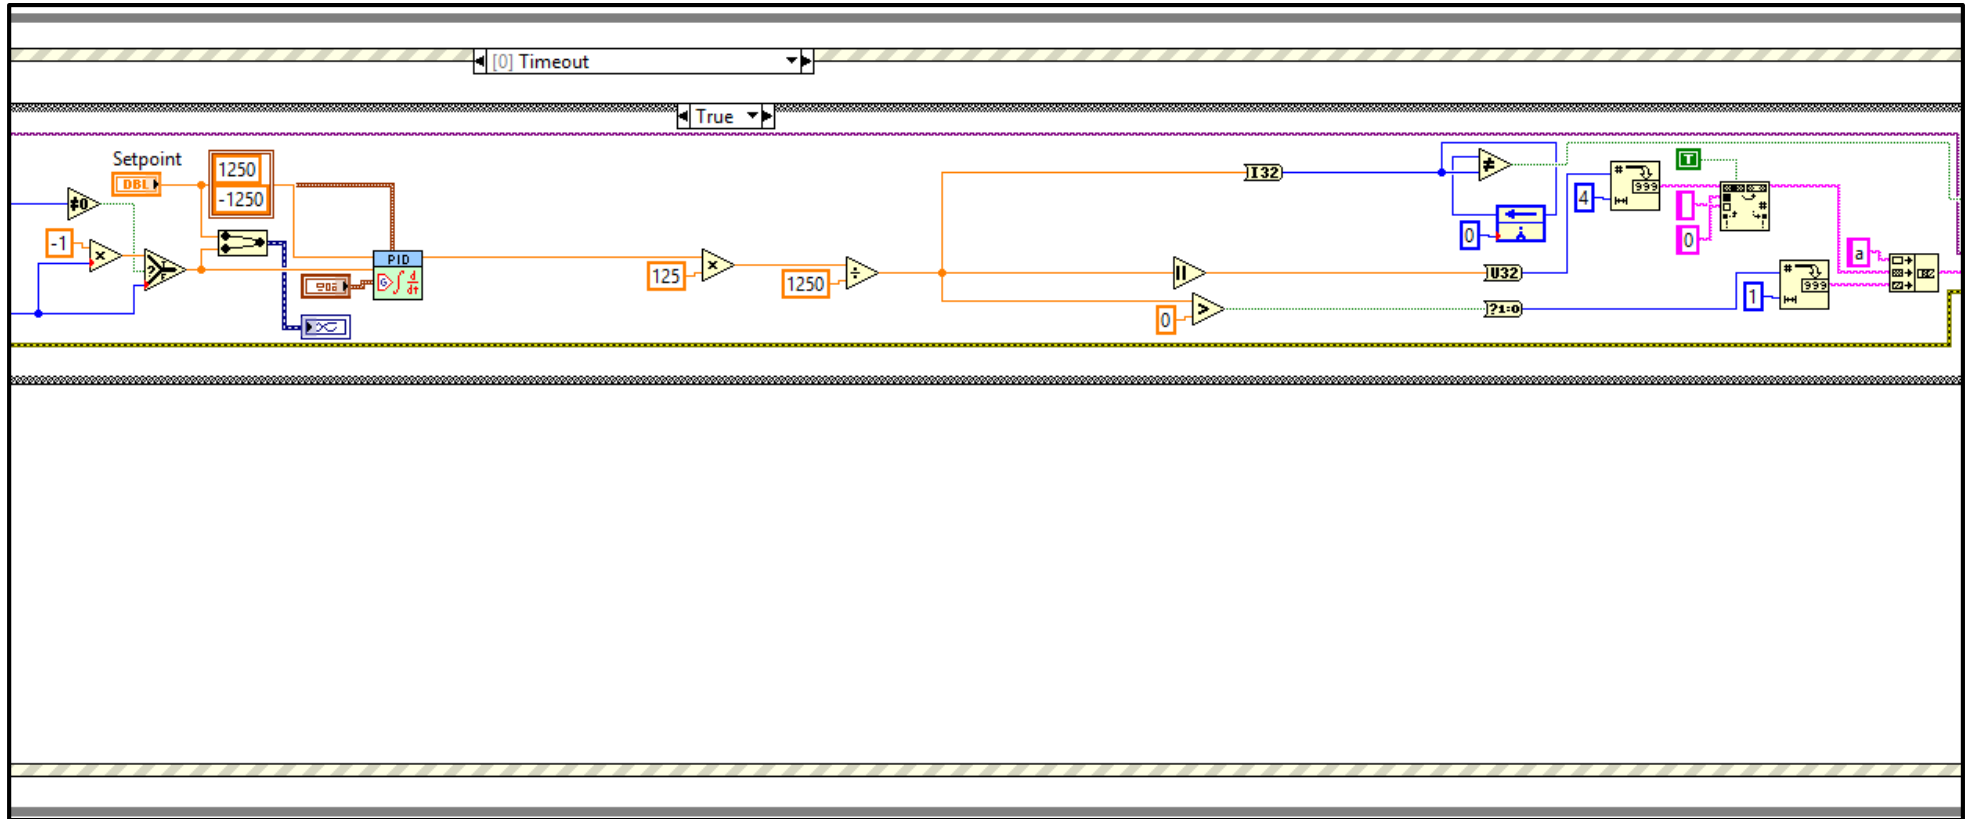 [0] Timeout
True
Setpoint
DBL
1250
-1250
≠0
-1
×
?
T
F
PID
G ∫ d/dt
125
×
1250
÷
0
>
I32
≠
0
U32
?1:0
#
999
4
T
#
0
#
999
1
a